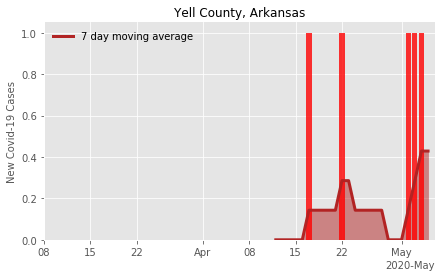 Yell County, Arkansas
7 day moving average
New Covid-19 Cases
1.0
0.8
0.6
0.4
0.2
0.0
08 15 22 Apr 08 15 22 May
2020-May